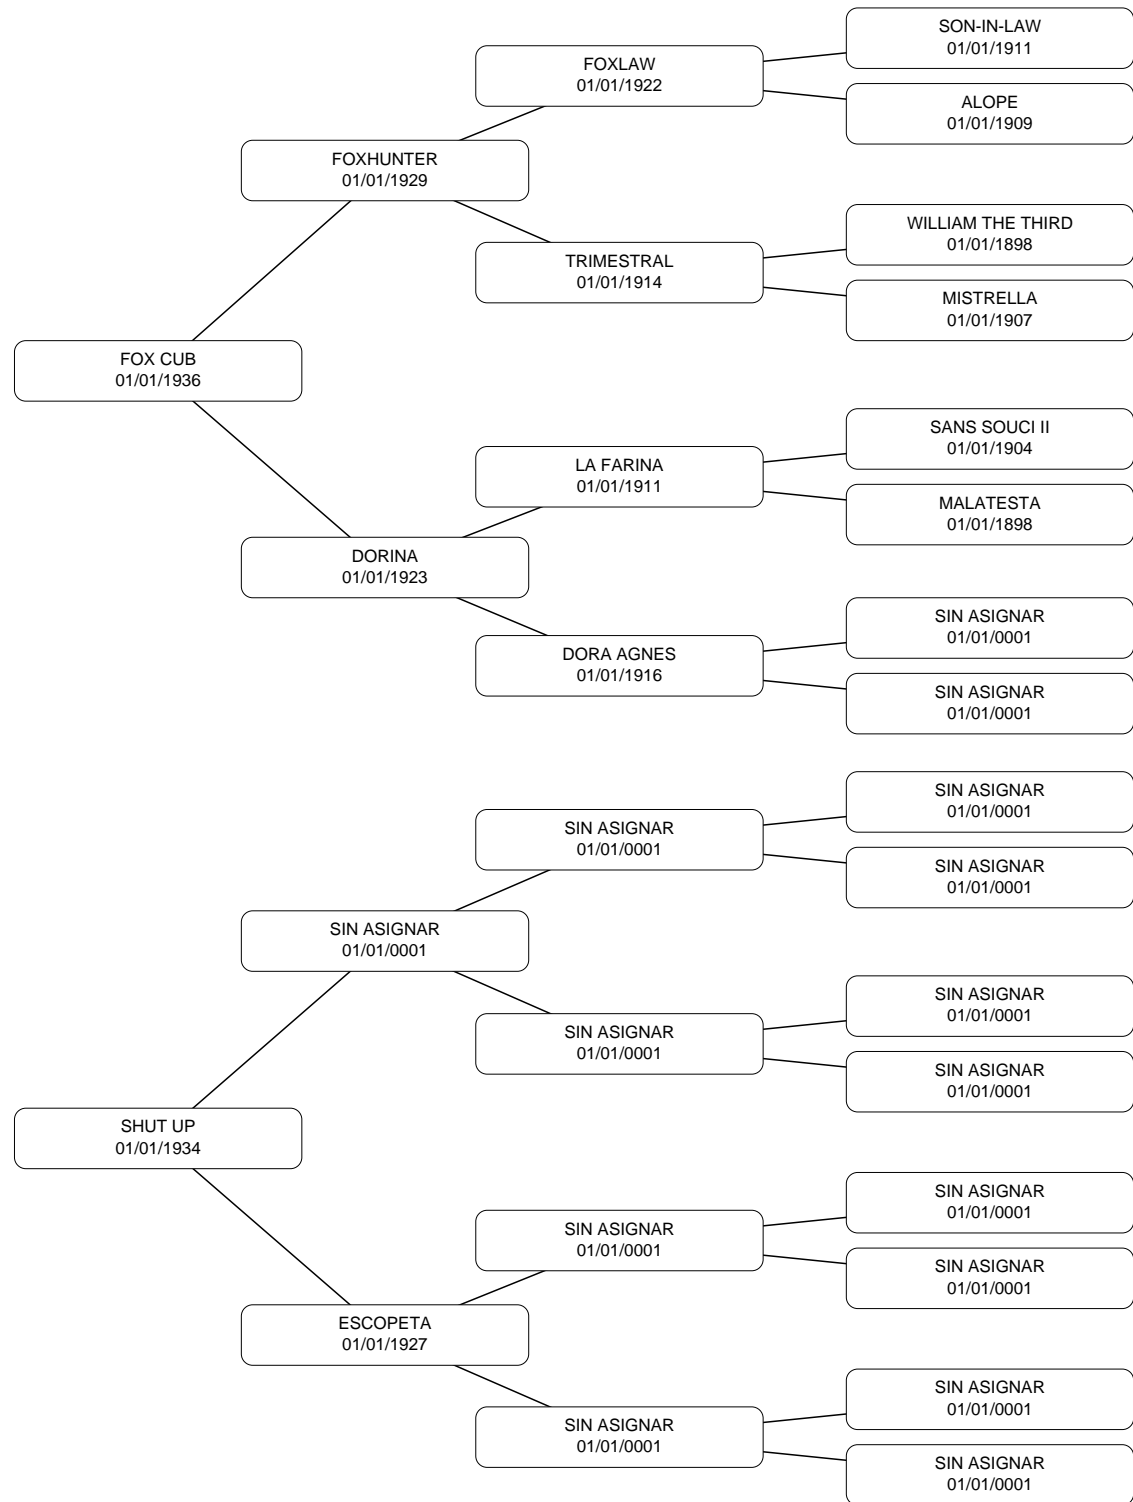 SON-IN-LAW
01/01/1911
FOXLAW
01/01/1922
ALOPE
01/01/1909
FOXHUNTER
01/01/1929
WILLIAM THE THIRD
01/01/1898
TRIMESTRAL
01/01/1914
MISTRELLA
01/01/1907
FOX CUB
01/01/1936
SANS SOUCI II
01/01/1904
LA FARINA
01/01/1911
MALATESTA
01/01/1898
DORINA
01/01/1923
SIN ASIGNAR
01/01/0001
DORA AGNES
01/01/1916
SIN ASIGNAR
01/01/0001
SIN ASIGNAR
01/01/0001
SIN ASIGNAR
01/01/0001
SIN ASIGNAR
01/01/0001
SIN ASIGNAR
01/01/0001
SIN ASIGNAR
01/01/0001
SIN ASIGNAR
01/01/0001
SIN ASIGNAR
01/01/0001
SHUT UP
01/01/1934
SIN ASIGNAR
01/01/0001
SIN ASIGNAR
01/01/0001
SIN ASIGNAR
01/01/0001
ESCOPETA
01/01/1927
SIN ASIGNAR
01/01/0001
SIN ASIGNAR
01/01/0001
SIN ASIGNAR
01/01/0001